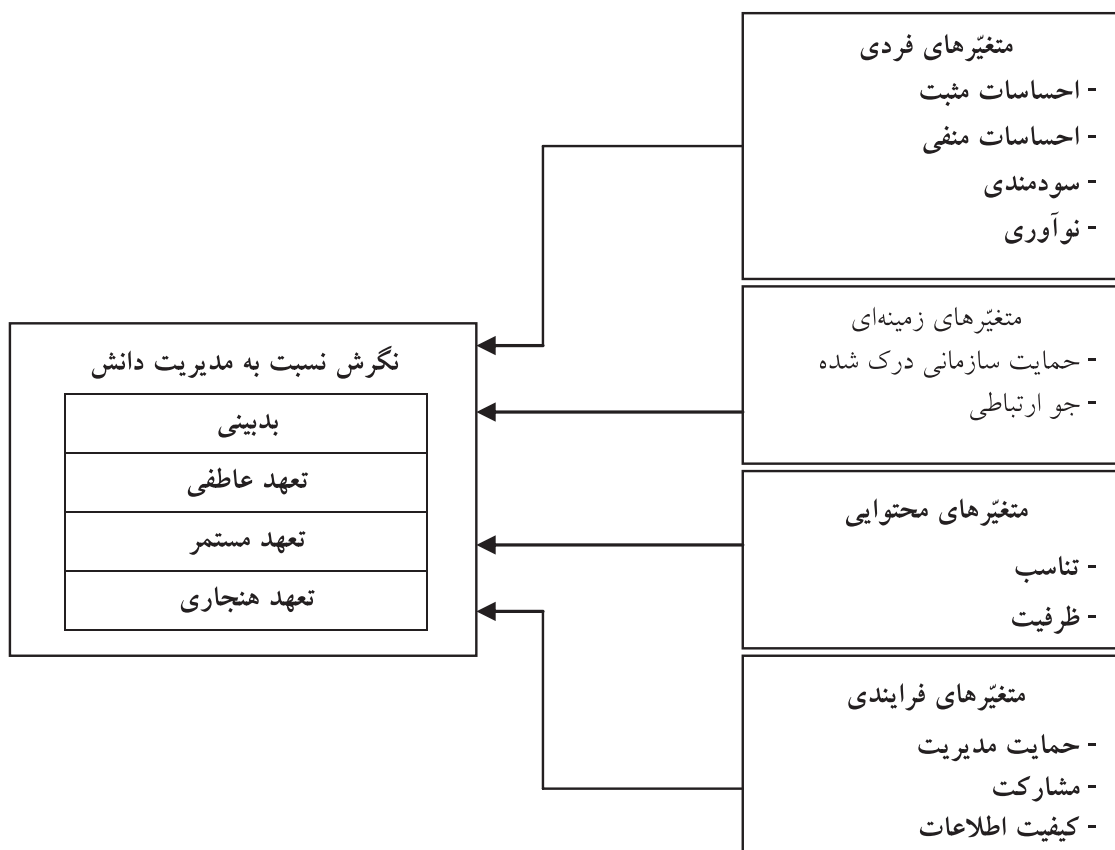 متغیّرهای فردی
- احساسات مثبت
- احساسات منفی
- سودمندی
- نوآوری
متغیّرهای زمینه‌ای
- حمایت سازمانی درک شده
- جو ارتباطی
متغیّرهای محتوایی
- تناسب
- ظرفیت
متغیّرهای فرایندی
- حمایت مدیریت
- مشارکت
- کیفیت اطلاعات
نگرش نسبت به مدیریت دانش
بدبینی
تعهد عاطفی
تعهد مستمر
تعهد هنجاری